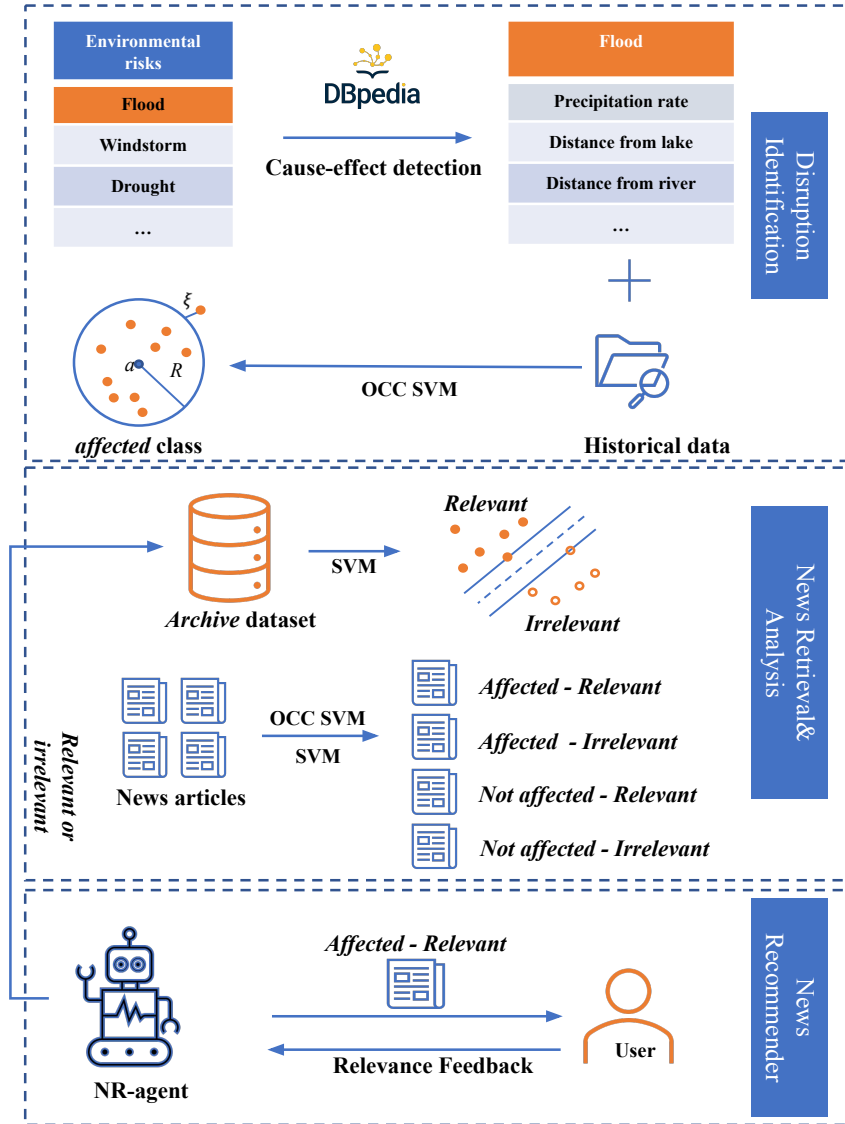 Environmental
risks
Flood
Windstorm
Drought
...
DBpedia
Cause-effect detection
Flood
Precipitation rate
Distance from lake
Distance from river
...
Disruption
Identification
ξ
a
R
affected class
OCC SVM
Historical data
Archive dataset
SVM
Relevant
Irrelevant
News articles
OCC SVM
SVM
Affected - Relevant
Affected - Irrelevant
Not affected - Relevant
Not affected - Irrelevant
News Retrieval&
Analysis
Relevant or
irrelevant
NR-agent
Affected - Relevant
Relevance Feedback
User
News
Recommender